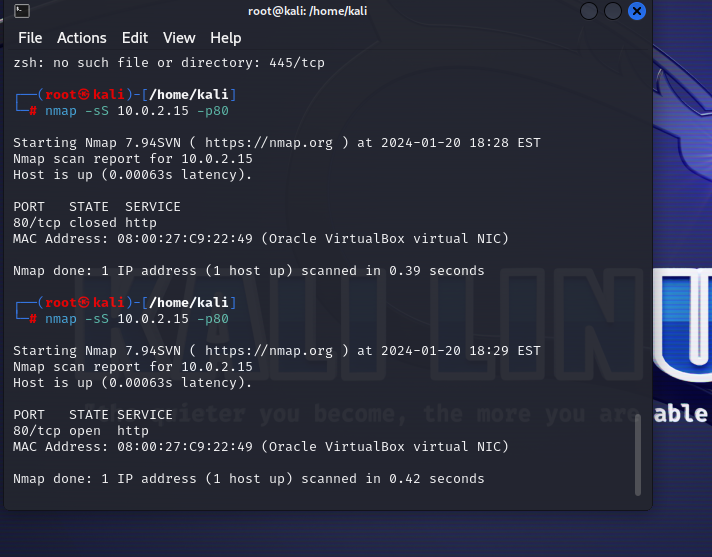 root@kali: /home/kali
File Actions Edit View Help
zsh: no such file or directory: 445/tcp
┌──(root㉿kali)-[/home/kali]
└─# nmap -sS 10.0.2.15 -p80
Starting Nmap 7.94SVN ( https://nmap.org ) at 2024-01-20 18:28 EST
Nmap scan report for 10.0.2.15
Host is up (0.00063s latency).
PORT   STATE  SERVICE
80/tcp closed http
MAC Address: 08:00:27:C9:22:49 (Oracle VirtualBox virtual NIC)
Nmap done: 1 IP address (1 host up) scanned in 0.39 seconds
┌──(root㉿kali)-[/home/kali]
└─# nmap -sS 10.0.2.15 -p80
Starting Nmap 7.94SVN ( https://nmap.org ) at 2024-01-20 18:29 EST
Nmap scan report for 10.0.2.15
Host is up (0.00063s latency).
PORT   STATE SERVICE
80/tcp open  http
MAC Address: 08:00:27:C9:22:49 (Oracle VirtualBox virtual NIC)
Nmap done: 1 IP address (1 host up) scanned in 0.42 seconds
KALI LINU
quieter you become, the more you are able